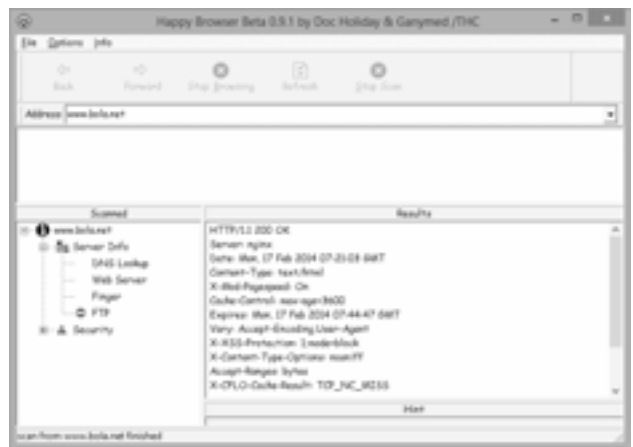 Happy Browser Beta 0.9.1 by Doc Holiday & Ganymed /THC
File Options Info
Back Forward Stop Browsing Refresh Stop Scan
Address www.bola.net
Scanned
www.bola.net
Server Info
DNS Lookup
Web Server
Finger
FTP
Security
Results
HTTP/1.1 200 OK
Server: nginx
Date: Mon, 17 Feb 2014 07:21:03 GMT
Content-Type: text/html
X-Mod-Pagespeed: On
Cache-Control: max-age=3600
Expires: Mon, 17 Feb 2014 07:44:47 GMT
Vary: Accept-Encoding,User-Agent
X-XSS-Protection: 1;mode=block
X-Content-Type-Options: nosniff
Accept-Ranges: bytes
X-CFLO-Cache-Result: TCP_NC_MISS
Hint
scan from www.bola.net finished